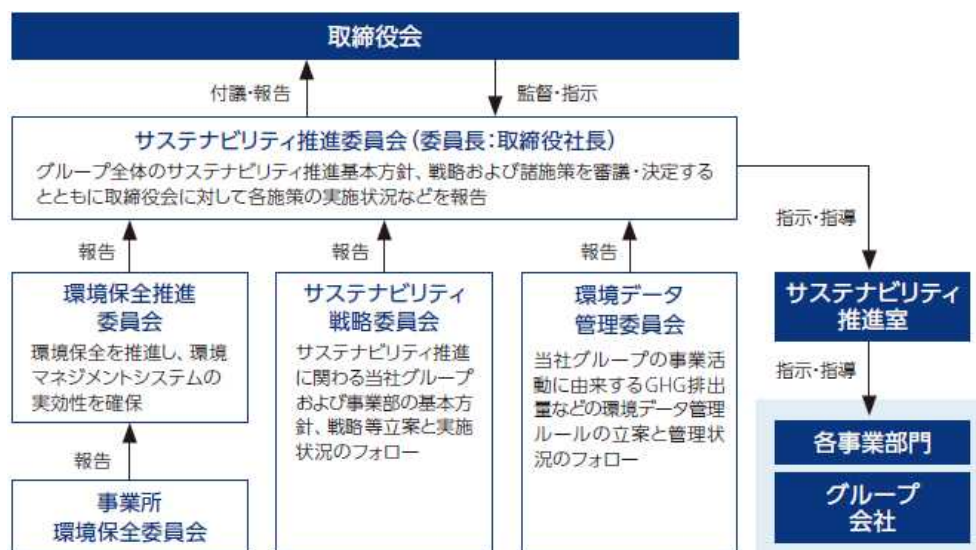 取締役会
付議・報告
監督・指示
サステナビリティ推進委員会（委員長：取締役社長）
グループ全体のサステナビリティ推進基本方針、戦略および諸施策を審議・決定する
とともに取締役会に対して各施策の実施状況などを報告
指示・指導
報告
報告
報告
環境保全推進
委員会
環境保全を推進し、環境
マネジメントシステムの
実効性を確保
サステナビリティ
戦略委員会
サステナビリティ推進
に関わる当社グループ
および事業部の基本方
針、戦略等立案と実施
状況のフォロー
環境データ
管理委員会
当社グループの事業活
動に由来するGHG排出
量などの環境データ管理
ルールの立案と管理状
況のフォロー
サステナビリティ
推進室
指示・指導
報告
事業所
環境保全委員会
各事業部門
グループ
会社